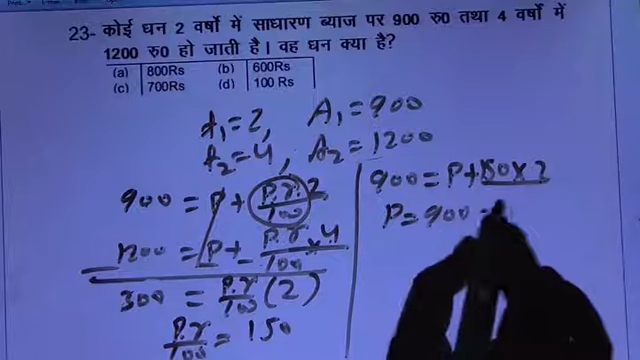 23- कोई धन 2 वर्षो में साधारण ब्याज पर 900 रु0 तथा 4 वर्षो में
1200 रु0 हो जाती है। वह धन क्या है?
(a) 800Rs (b) 600Rs
(c) 700Rs (d) 100 Rs
t₁=2, A₁=900
t₂=4, A₂=1200
900 = P + P.r.2/100
1200 = P + P.r.×4/100
300 = P.r/100 (2)
P.r/100 = 150
900 = P+150×2
P=900-